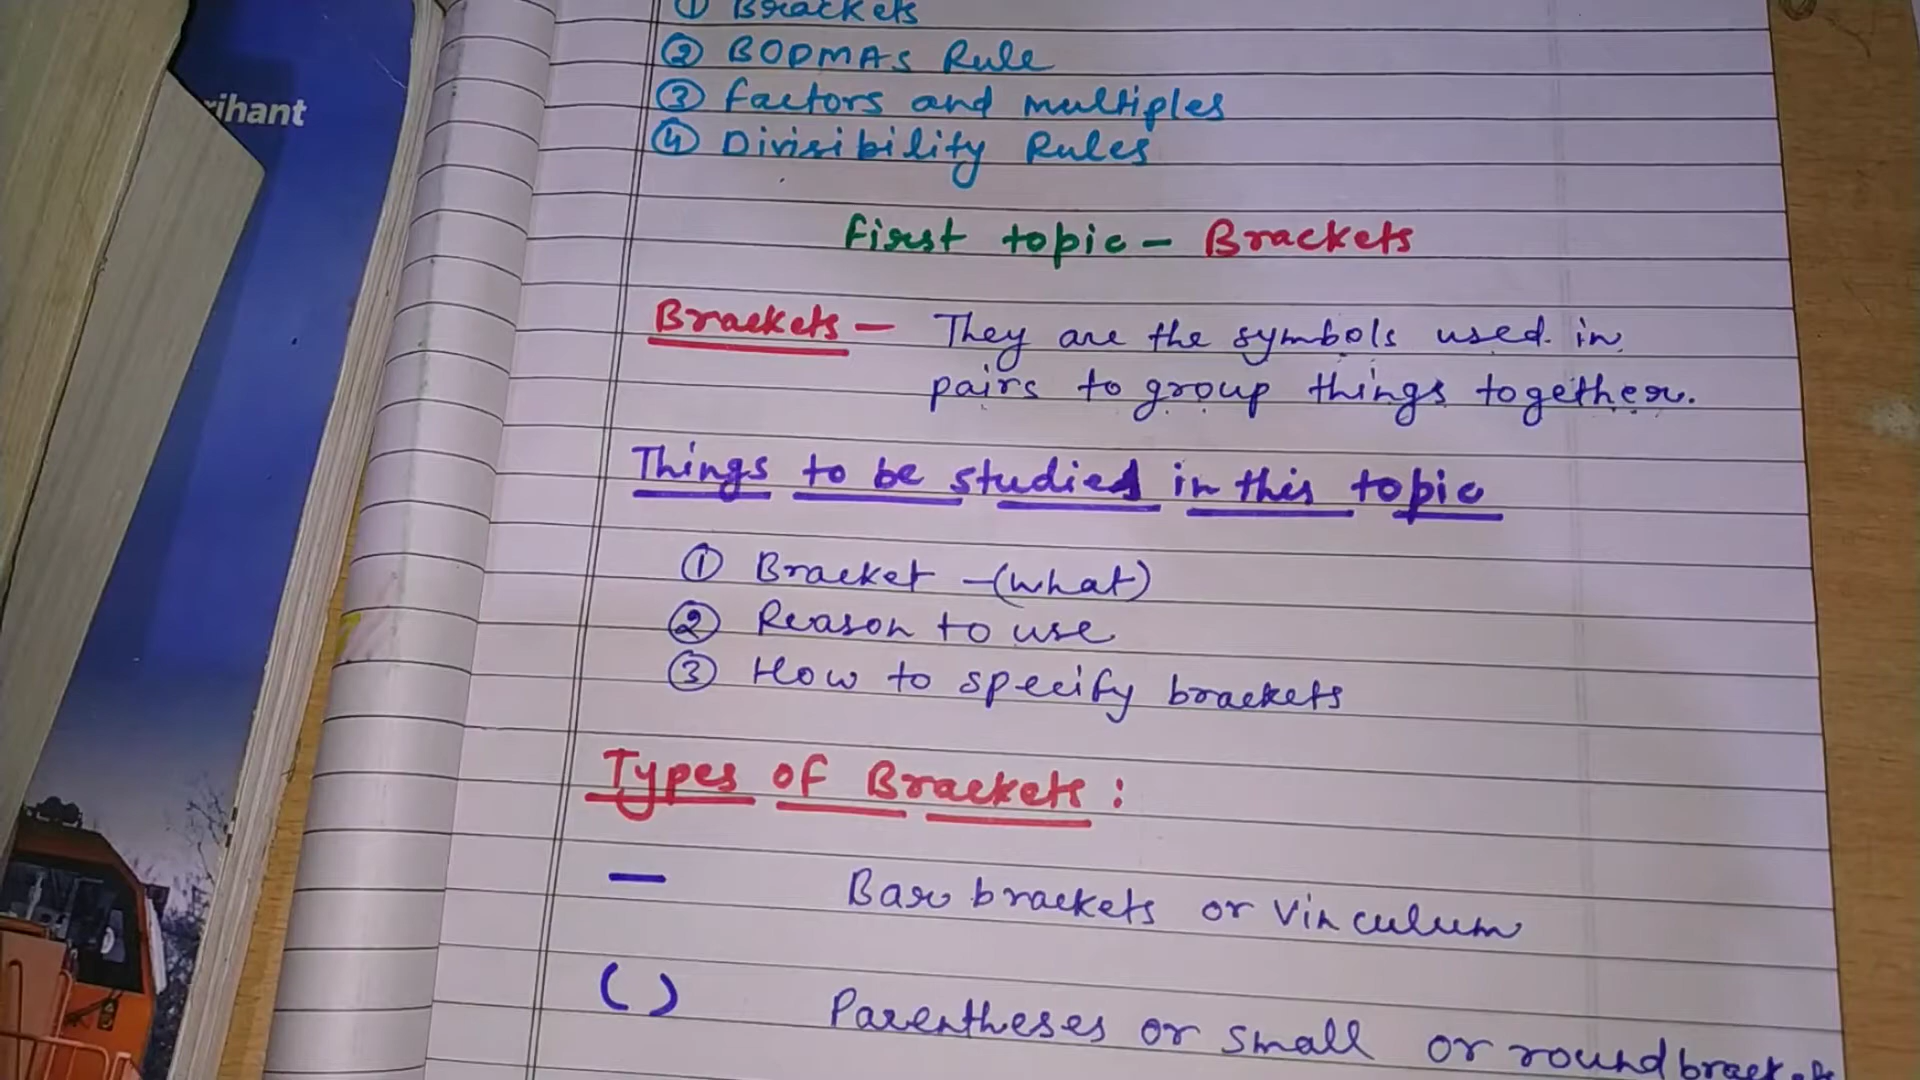 ① Brackets
② BODMAS Rule
③ factors and multiples
④ Divisibility Rules
rihant
first topic - Brackets
Brackets — They are the symbols used in
pairs to group things together.
Things to be studied in this topic
① Bracket -(what)
② Reason to use
③ How to specify brackets
Types of Brackets :
— Bar brackets or Vinculum
( ) Parentheses or small or round brackets